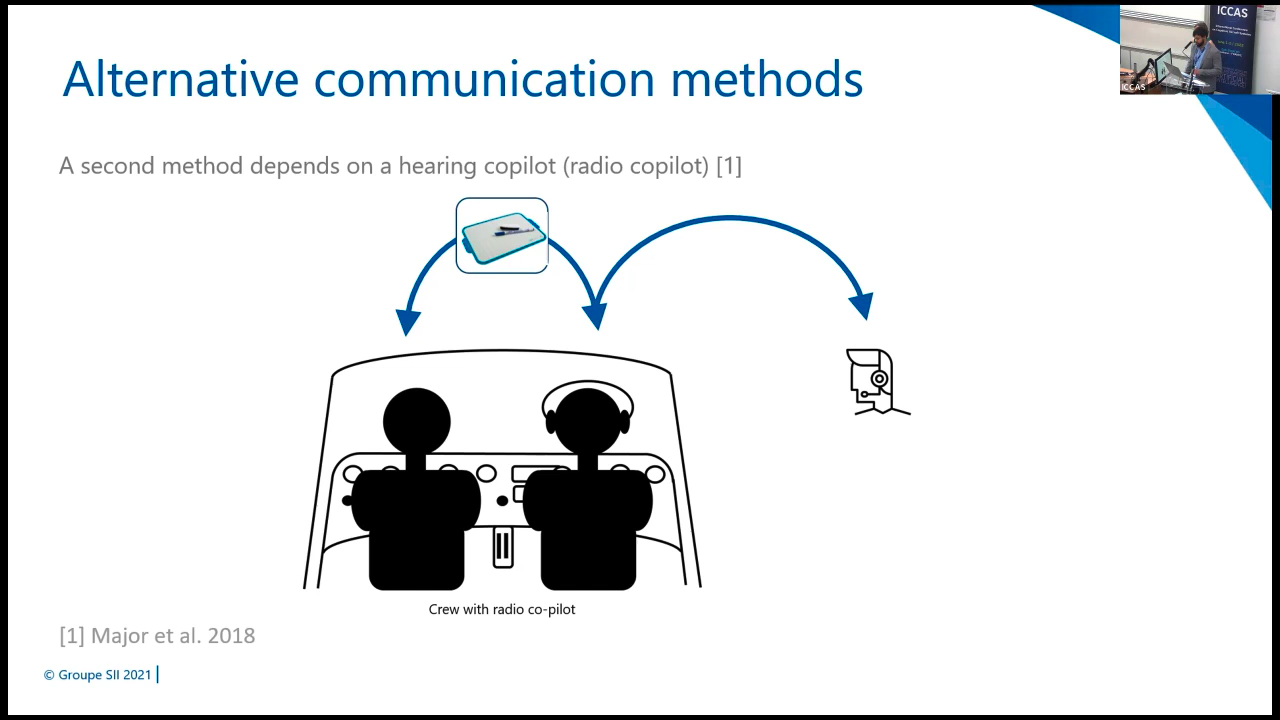 Alternative communication methods
ICCAS
A second method depends on a hearing copilot (radio copilot) [1]
ICCAS
Crew with radio co-pilot
[1] Major et al. 2018
© Groupe SII 2021